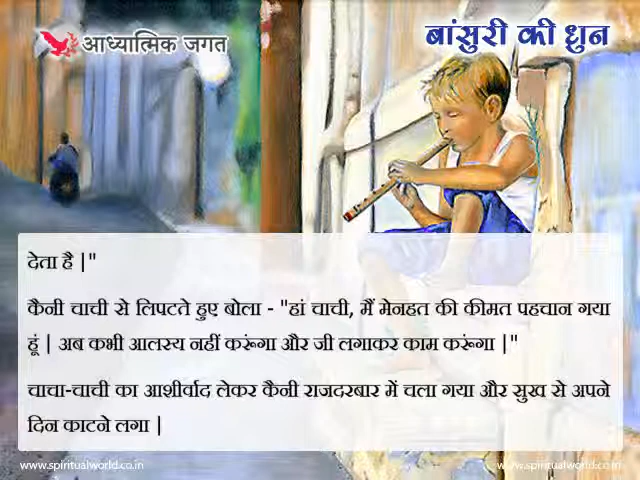 आध्यात्मिक जगत
बांसुरी की धुन
देता है |"
कैनी चाची से लिपटते हुए बोला - "हां चाची, मैं मेनहत की कीमत पहचान गया
हूं | अब कभी आलस्य नहीं करूंगा और जी लगाकर काम करूंगा |"
चाचा-चाची का आशीर्वाद लेकर कैनी राजदरबार में चला गया और सुख से अपने
दिन काटने लगा |
www.spiritualworld.co.in
www.spiritualworld.co.in